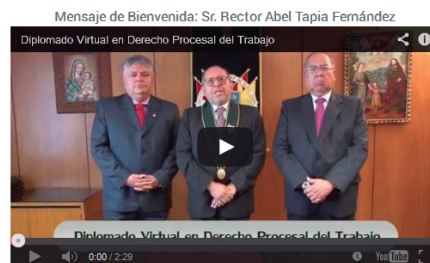 Mensaje de Bienvenida: Sr. Rector Abel Tapia Fernández
Diplomado Virtual en Derecho Procesal del Trabajo
Diplomado Virtual en Derecho Procesal del Trabajo
0:00 / 2:29
YouTube